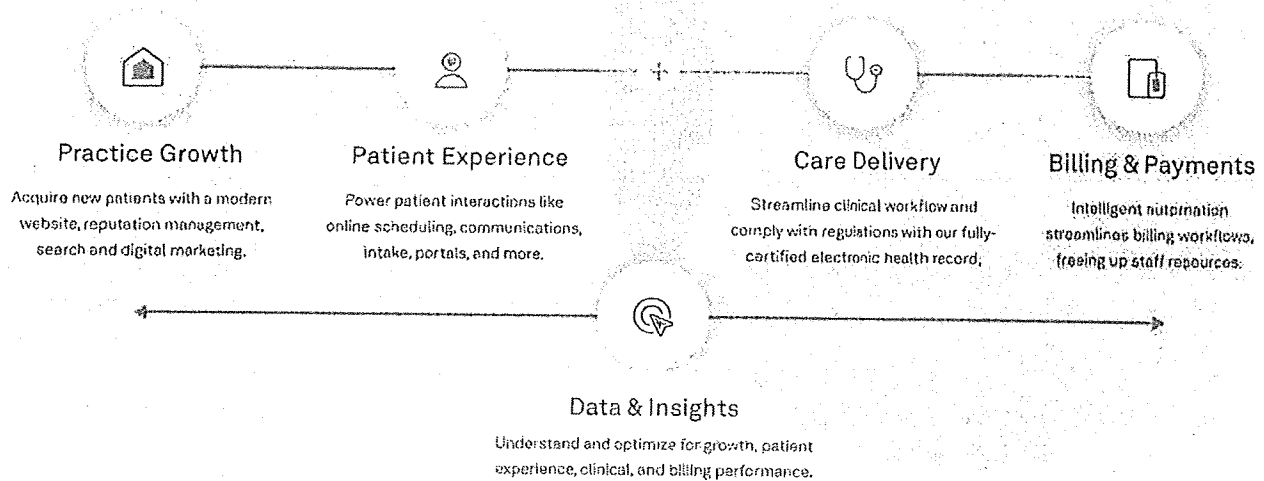 Practice Growth
Acquire new patients with a modern
website, reputation management,
search and digital marketing.
Patient Experience
Power patient interactions like
online scheduling, communications,
intake, portals, and more.
+
Care Delivery
Streamline clinical workflow and
comply with regulations with our fully-
certified electronic health record.
Billing & Payments
Intelligent automation
streamlines billing workflows,
freeing up staff resources.
Data & Insights
Understand and optimize for growth, patient
experience, clinical, and billing performance.